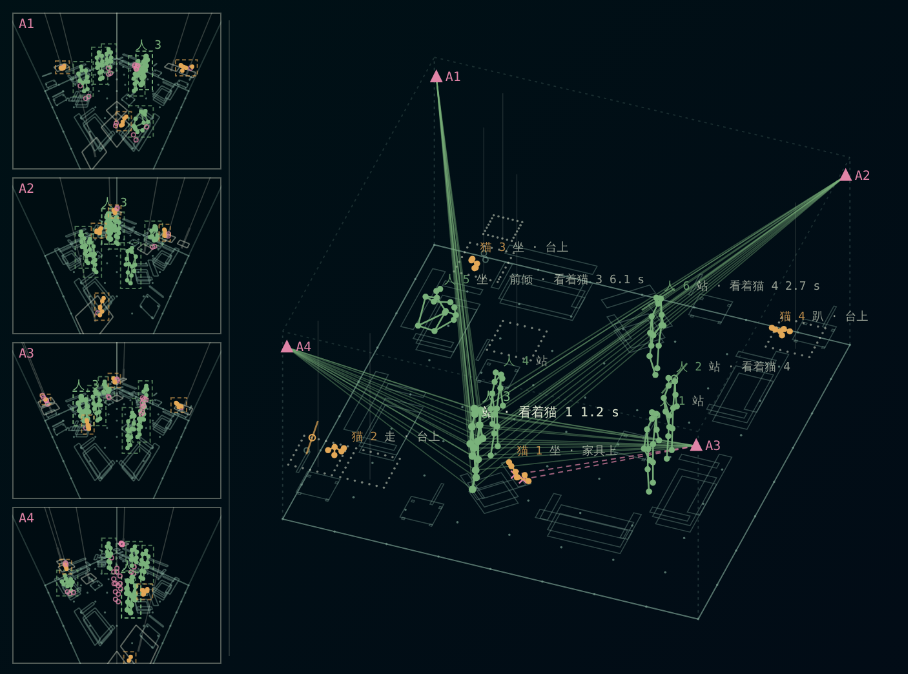 A1
人 3
A2
人 3
A3
人 3
A4
A1
A2
猫 3 坐 · 台上
人 5 坐 · 前倾 · 看着猫 3 6.1 s
人 6 站 · 看着猫 4 2.7 s
猫 4 趴 · 台上
A4
人 4 站
人 2 站 · 看着猫 4
1 站
3
站 · 看着猫 1 1.2 s
猫 2 走 · 台上
猫 1 坐 · 家具上
A3